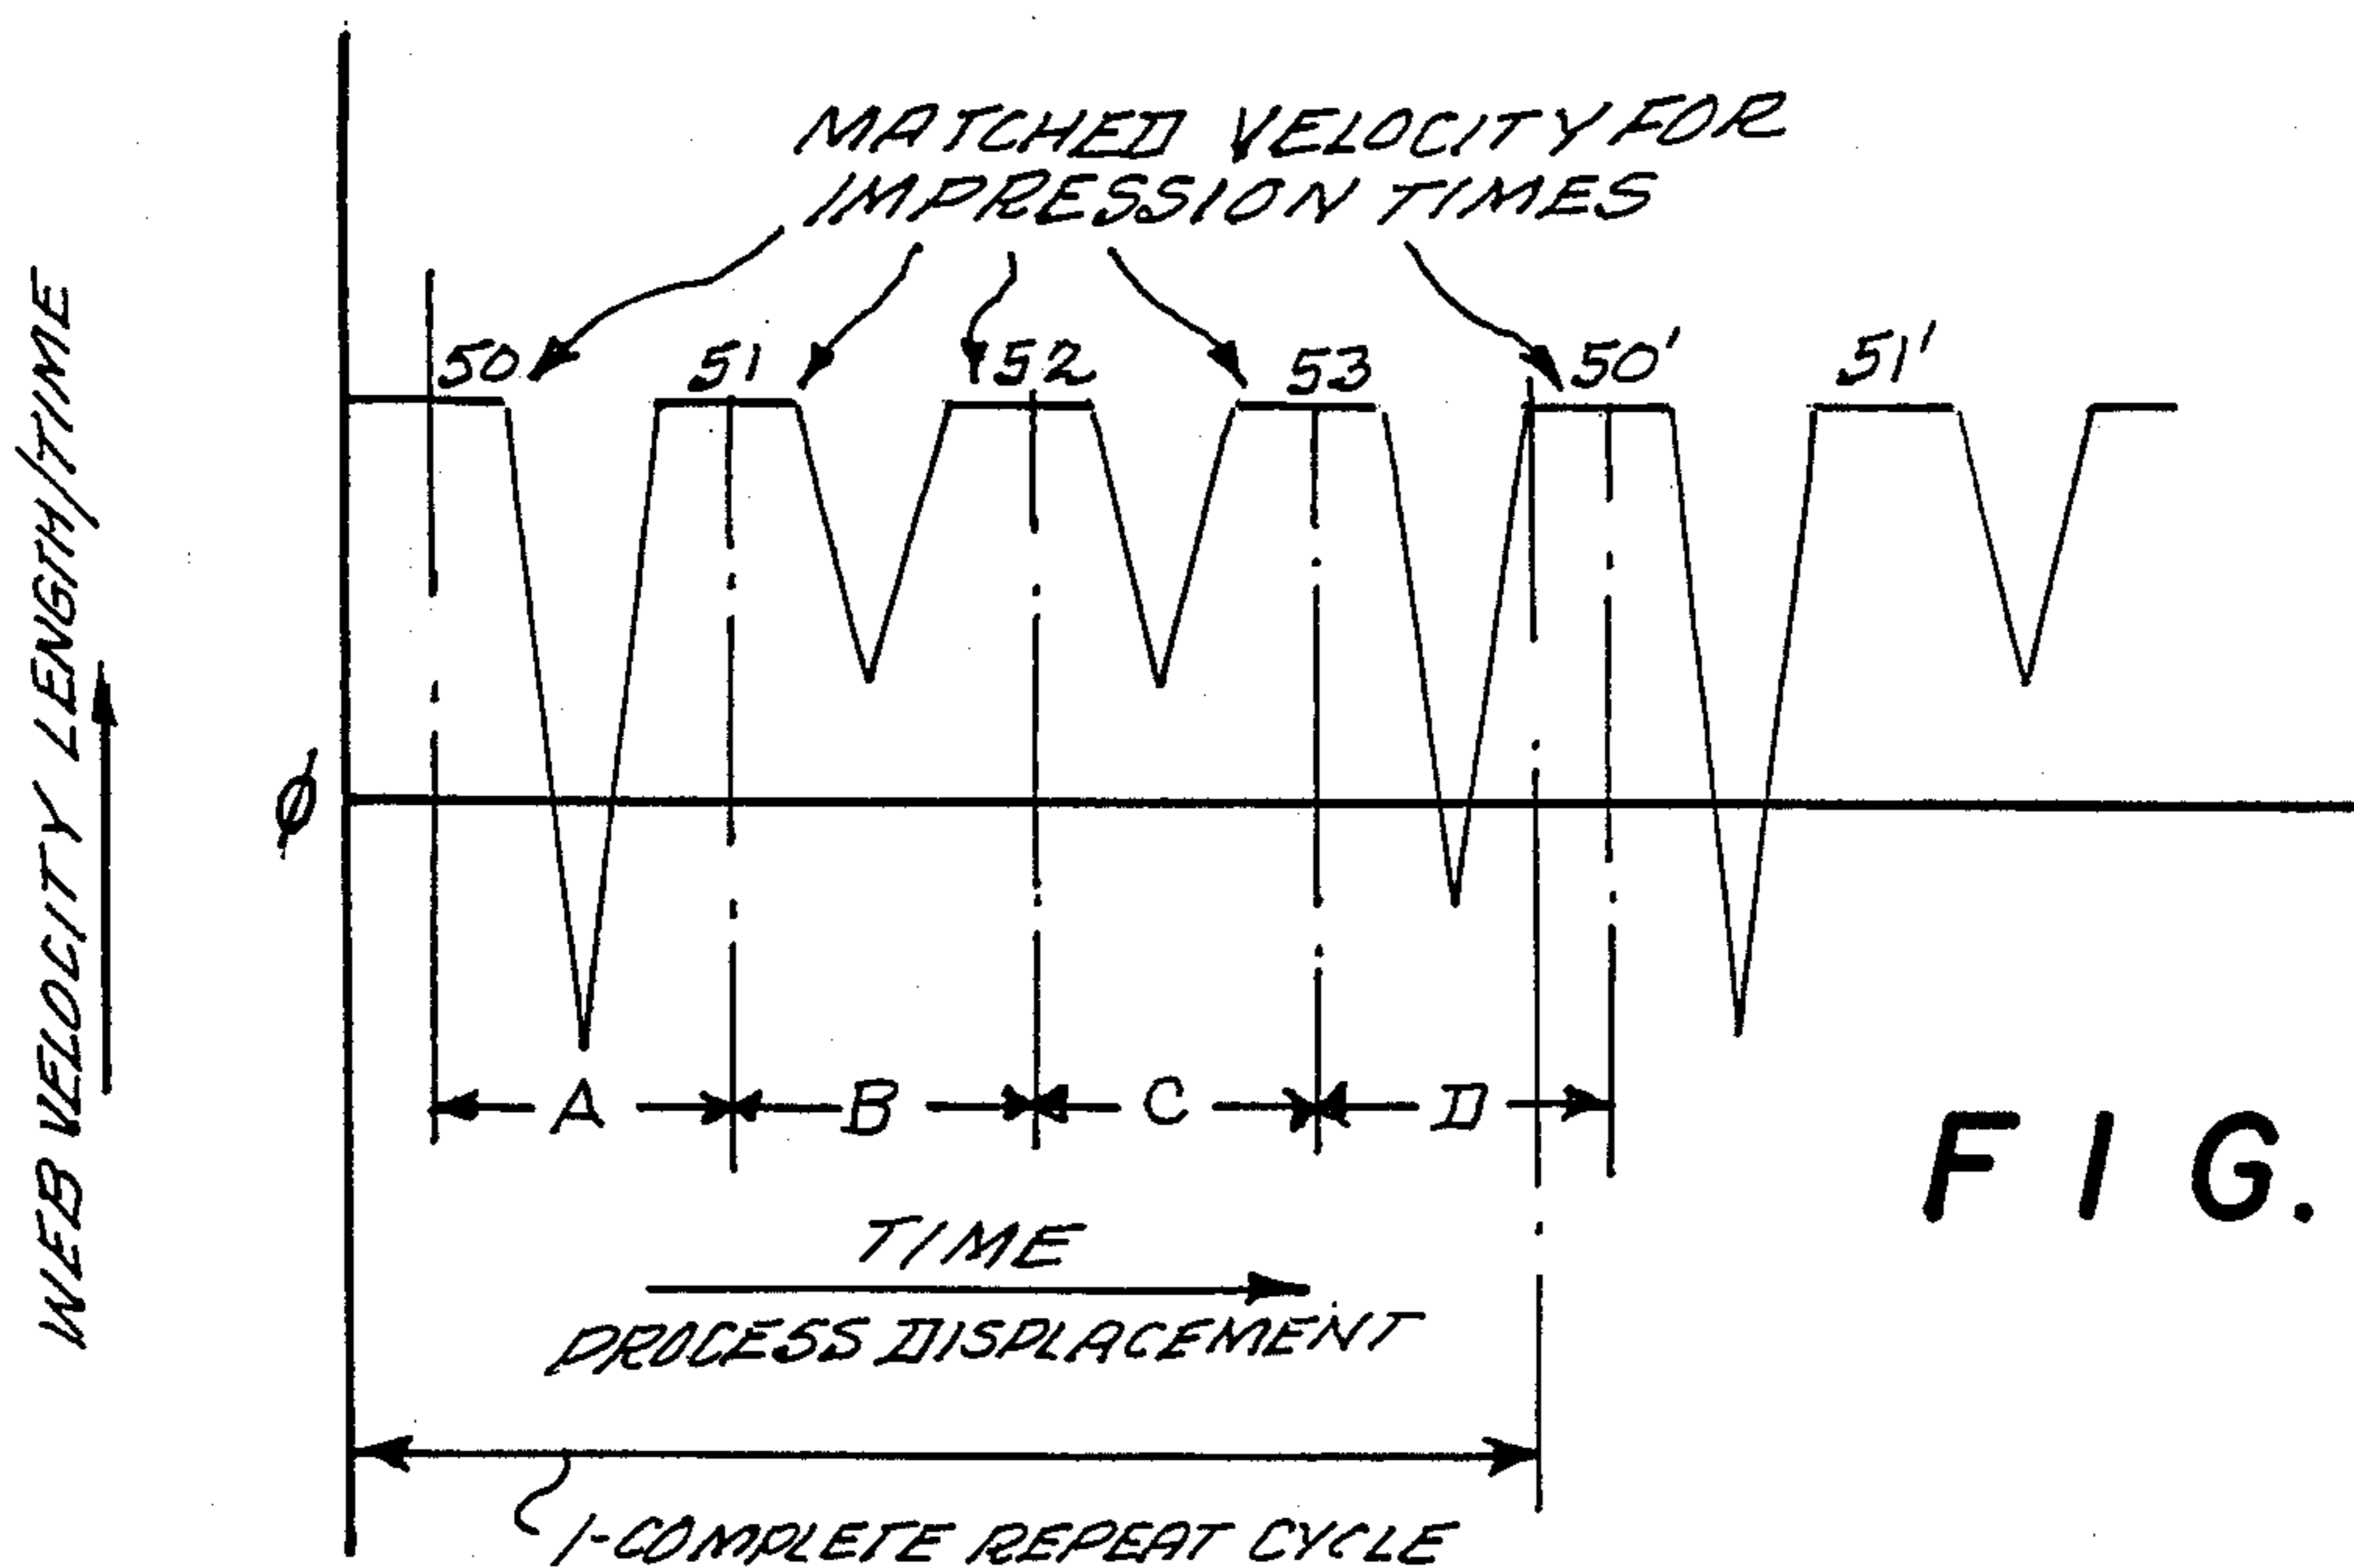 MATCHED VELOCITY FOR
IMPRESSION TIMES
50
51
52
53
50'
51'
WEB VELOCITY LENGTH/TIME
Ø
A
B
C
D
FIG.
TIME
PROCESS DISPLACEMENT
1-COMPLETE REPEAT CYCLE